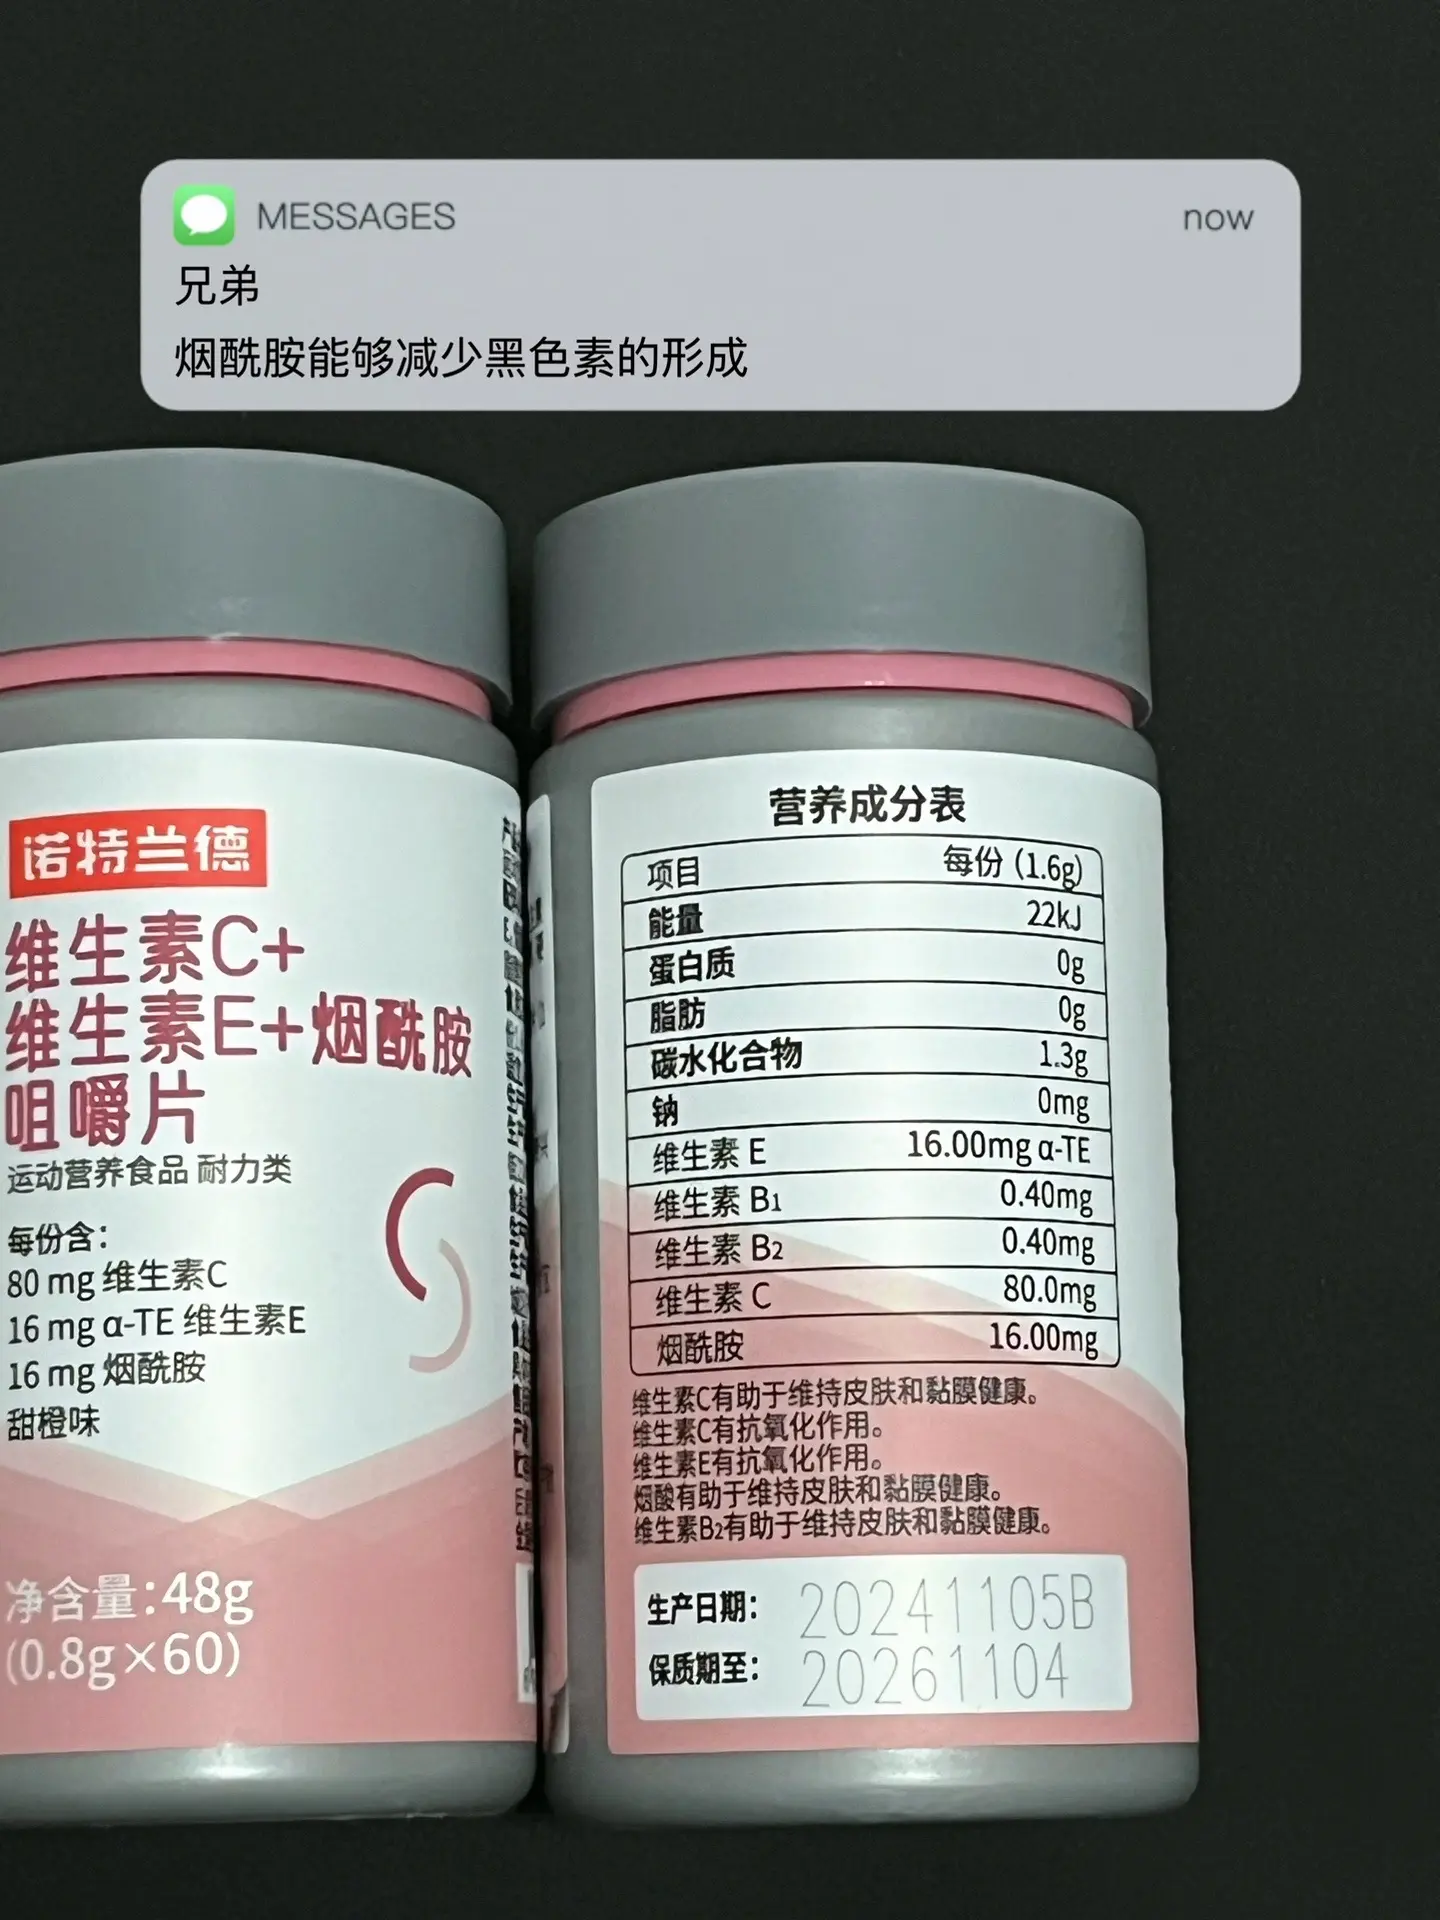 MESSAGES
now
兄弟
烟酰胺能够减少黑色素的形成
诺特兰德
维生素C+
维生素E+烟酰胺
咀嚼片
运动营养食品 耐力类
每份含：
80 mg 维生素C
16 mg α-TE 维生素E
16 mg 烟酰胺
甜橙味
净含量：48g
(0.8g×60)
营养成分表
项目 每份 (1.6g)
能量 22kJ
蛋白质 0g
脂肪 0g
碳水化合物 1.3g
钠 0mg
维生素 E 16.00mg α-TE
维生素 B1 0.40mg
维生素 B2 0.40mg
维生素 C 80.0mg
烟酰胺 16.00mg
维生素C有助于维持皮肤和黏膜健康。
维生素C有抗氧化作用。
维生素E有抗氧化作用。
烟酸有助于维持皮肤和黏膜健康。
维生素B2有助于维持皮肤和黏膜健康。
生产日期：20241105B
保质期至：20261104